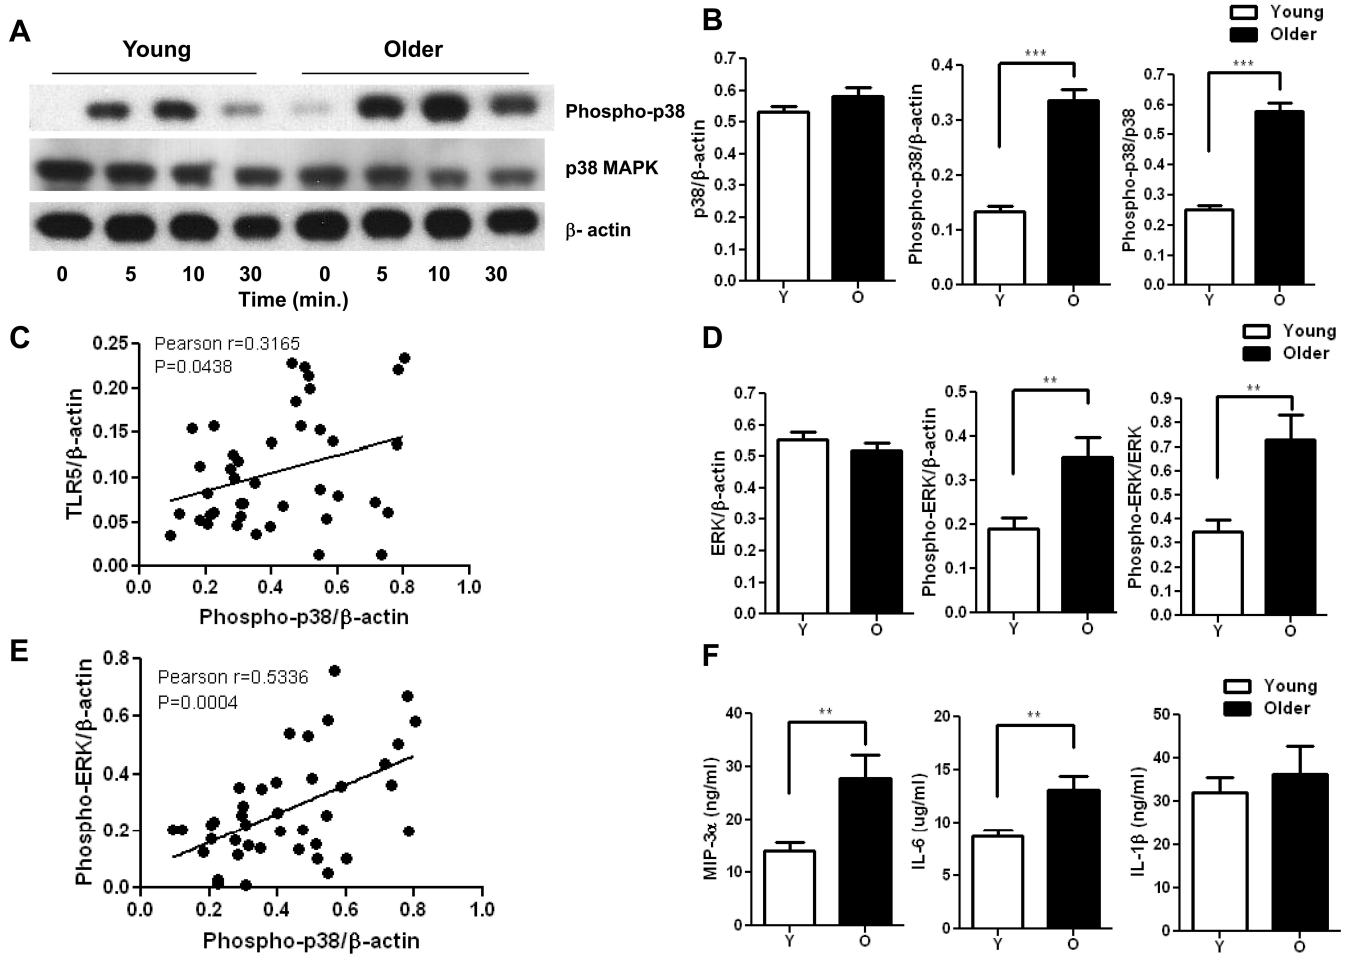 A
Young
Older
Phospho-p38
p38 MAPK
β- actin
0 5 10 30 0 5 10 30
Time (min.)
B
Young
Older
p38/β-actin
0.7
0.6
0.5
0.4
0.3
0.2
0.1
0.0
Y O
Phospho-p38/β-actin
0.4
0.3
0.2
0.1
0.0
***
Y O
Phospho-p38/p38
0.7
0.6
0.5
0.4
0.3
0.2
0.1
0.0
***
Y O
C
Pearson r=0.3165
P=0.0438
TLR5/β-actin
0.25
0.20
0.15
0.10
0.05
0.00
0.0 0.2 0.4 0.6 0.8 1.0
Phospho-p38/β-actin
D
Young
Older
ERK/β-actin
0.7
0.6
0.5
0.4
0.3
0.2
0.1
0.0
Y O
Phospho-ERK/β-actin
0.5
0.4
0.3
0.2
0.1
0.0
**
Y O
Phospho-ERK/ERK
0.9
0.8
0.7
0.6
0.5
0.4
0.3
0.2
0.1
0.0
**
Y O
E
Pearson r=0.5336
P=0.0004
Phospho-ERK/β-actin
0.8
0.6
0.4
0.2
0.0
0.0 0.2 0.4 0.6 0.8 1.0
Phospho-p38/β-actin
F
Young
Older
MIP-3α (ng/ml)
40
30
20
10
0
**
Y O
IL-6 (ug/ml)
20
15
10
5
0
**
Y O
IL-1β (ng/ml)
50
40
30
20
10
0
Y O